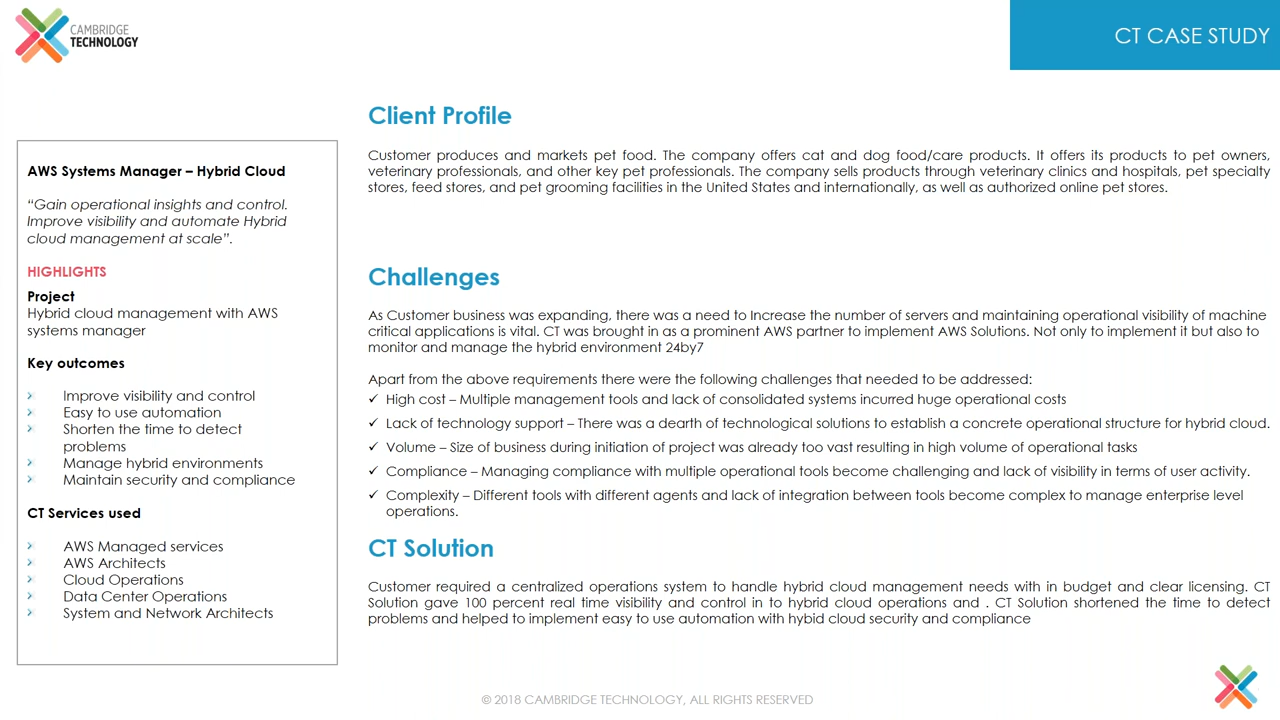 CAMBRIDGE
TECHNOLOGY
CT CASE STUDY
AWS Systems Manager – Hybrid Cloud
“Gain operational insights and control.
Improve visibility and automate Hybrid
cloud management at scale”.
HIGHLIGHTS
Project
Hybrid cloud management with AWS
systems manager
Key outcomes
Improve visibility and control
Easy to use automation
Shorten the time to detect
problems
Manage hybrid environments
Maintain security and compliance
CT Services used
AWS Managed services
AWS Architects
Cloud Operations
Data Center Operations
System and Network Architects
Client Profile
Customer produces and markets pet food. The company offers cat and dog food/care products. It offers its products to pet owners,
veterinary professionals, and other key pet professionals. The company sells products through veterinary clinics and hospitals, pet specialty
stores, feed stores, and pet grooming facilities in the United States and internationally, as well as authorized online pet stores.
Challenges
As Customer business was expanding, there was a need to Increase the number of servers and maintaining operational visibility of machine
critical applications is vital. CT was brought in as a prominent AWS partner to implement AWS Solutions. Not only to implement it but also to
monitor and manage the hybrid environment 24by7
Apart from the above requirements there were the following challenges that needed to be addressed:
✓ High cost – Multiple management tools and lack of consolidated systems incurred huge operational costs
✓ Lack of technology support – There was a dearth of technological solutions to establish a concrete operational structure for hybrid cloud.
✓ Volume – Size of business during initiation of project was already too vast resulting in high volume of operational tasks
✓ Compliance – Managing compliance with multiple operational tools become challenging and lack of visibility in terms of user activity.
✓ Complexity – Different tools with different agents and lack of integration between tools become complex to manage enterprise level
operations.
CT Solution
Customer required a centralized operations system to handle hybrid cloud management needs with in budget and clear licensing. CT
Solution gave 100 percent real time visibility and control in to hybrid cloud operations and . CT Solution shortened the time to detect
problems and helped to implement easy to use automation with hybid cloud security and compliance
© 2018 CAMBRIDGE TECHNOLOGY, ALL RIGHTS RESERVED